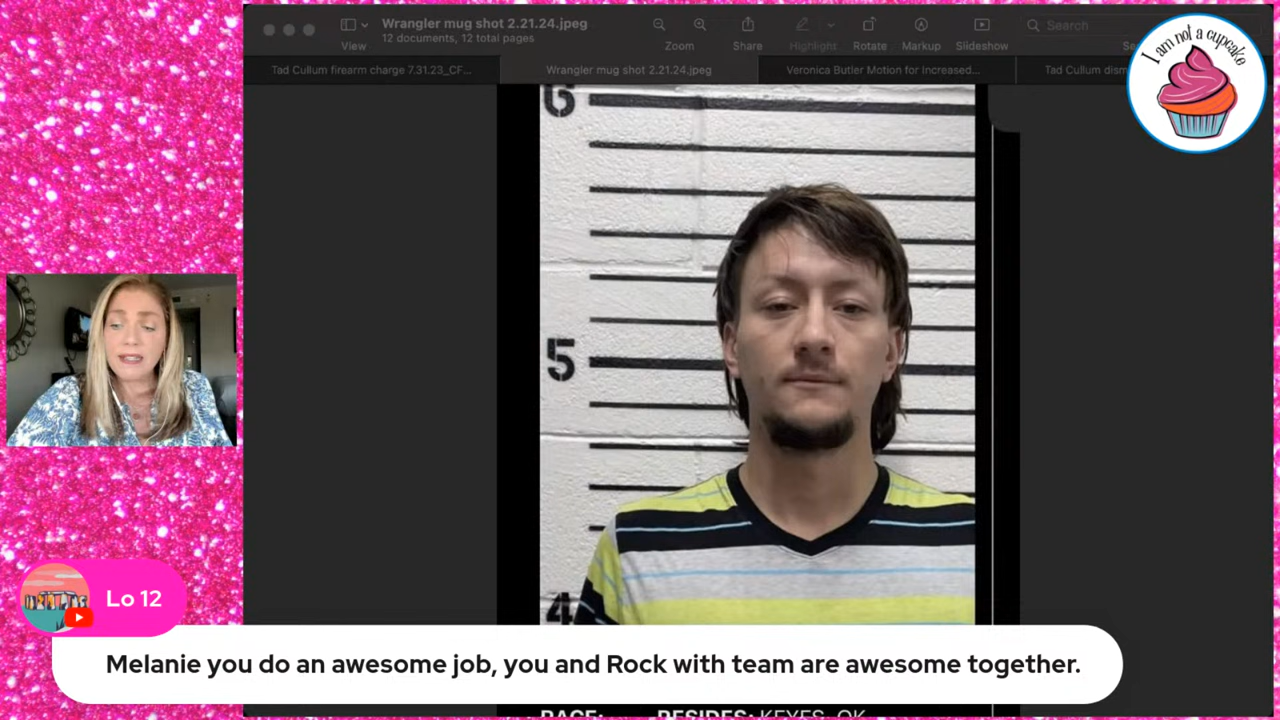 Wrangler mug shot 2.21.24.jpeg
12 documents, 12 total pages
View
Zoom
Share
Highlight
Rotate
Markup
Slideshow
Search
Tad Cullum firearm charge 7.31.23_CF...
Wrangler mug shot 2.21.24.jpeg
Veronica Butler Motion for Increased...
Tad Cullum dism
I am not a cupcake
6
5
4
Lo 12
Melanie you do an awesome job, you and Rock with team are awesome together.
RACE: RESIDES: KEYES, OK